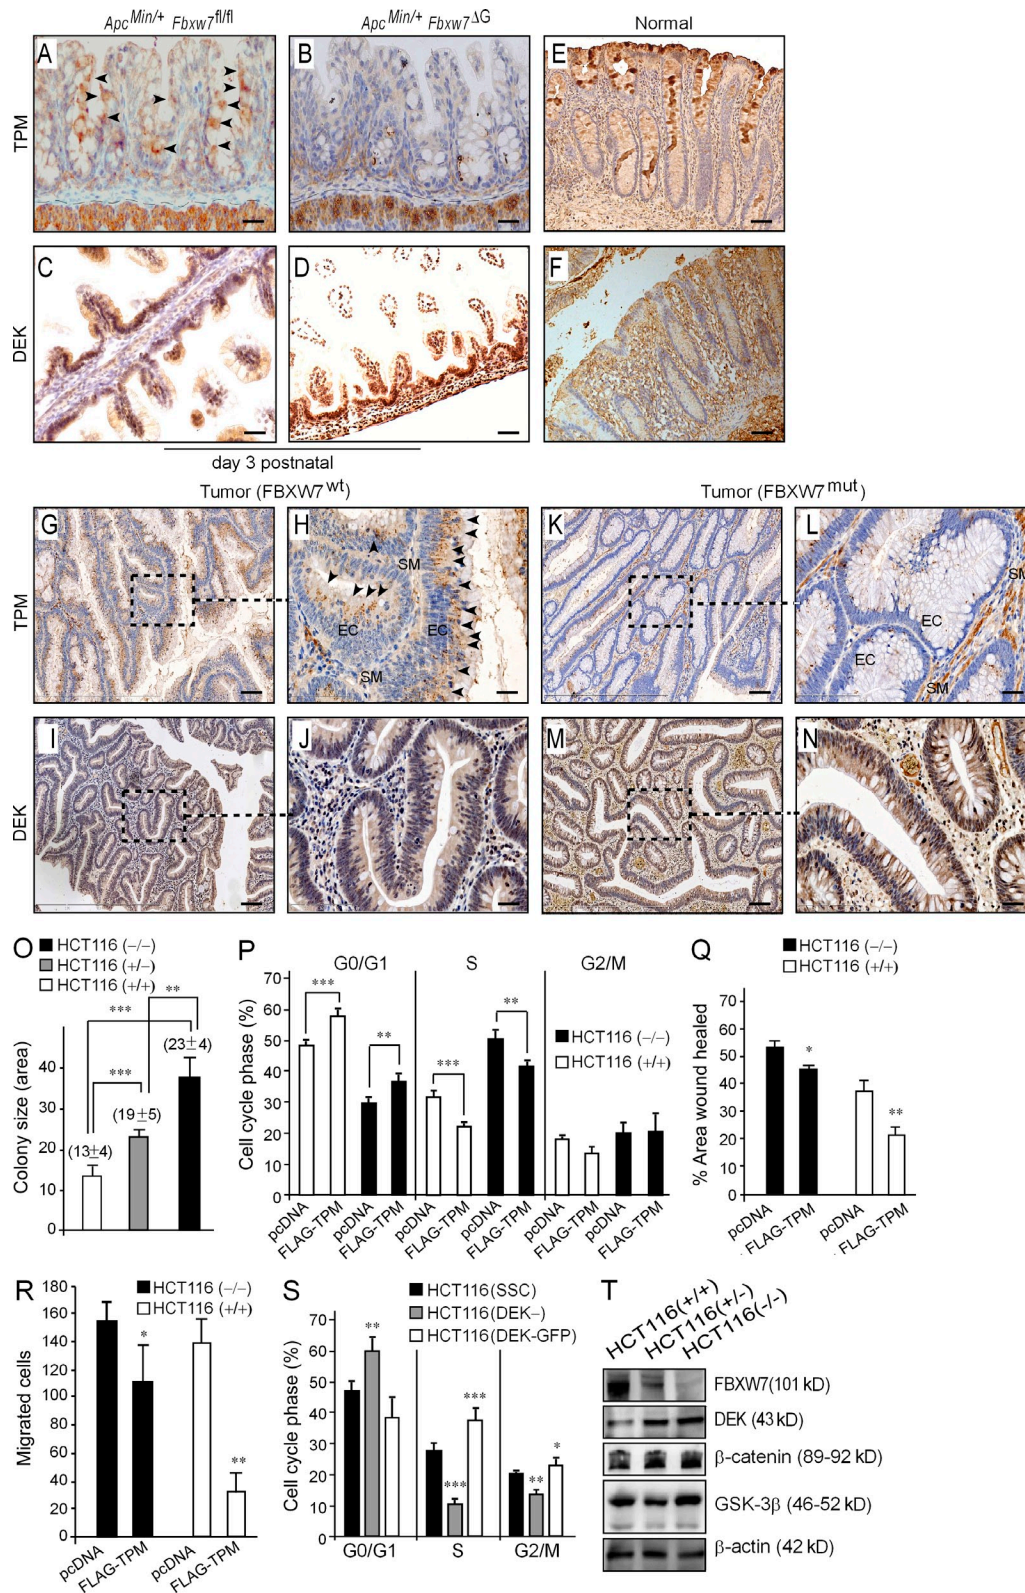 Apc Min/+ Fbxw7 fl/fl
Apc Min/+ Fbxw7 ΔG
Normal
TPM
A
B
E
DEK
C
D
F
day 3 postnatal
Tumor (FBXW7 wt)
Tumor (FBXW7 mut)
TPM
G
H
SM
EC
EC
SM
K
L
SM
EC
EC
SM
DEK
I
J
M
N
O
HCT116 (−/−)
HCT116 (+/−)
HCT116 (+/+)
***
**
***
(13±4)
(19±5)
(23±4)
Colony size (area)
40
30
20
10
0
P
G0/G1
S
G2/M
Cell cycle phase (%)
70
60
50
40
30
20
10
0
***
**
***
**
HCT116 (−/−)
HCT116 (+/+)
pcDNA
FLAG-TPM
pcDNA
FLAG-TPM
pcDNA
FLAG-TPM
pcDNA
FLAG-TPM
pcDNA
FLAG-TPM
pcDNA
FLAG-TPM
Q
HCT116 (−/−)
HCT116 (+/+)
% Area wound healed
70
60
50
40
30
20
10
0
*
**
pcDNA
FLAG-TPM
pcDNA
FLAG-TPM
R
HCT116 (−/−)
HCT116 (+/+)
Migrated cells
180
160
140
120
100
80
60
40
20
0
*
**
pcDNA
FLAG-TPM
pcDNA
FLAG-TPM
S
HCT116(SSC)
HCT116(DEK−)
HCT116(DEK-GFP)
Cell cycle phase (%)
70
60
50
40
30
20
10
0
**
***
***
**
*
G0/G1
S
G2/M
T
HCT116(+/+)
HCT116(+/-)
HCT116(-/-)
FBXW7(101 kD)
DEK (43 kD)
β-catenin (89-92 kD)
GSK-3β (46-52 kD)
β-actin (42 kD)